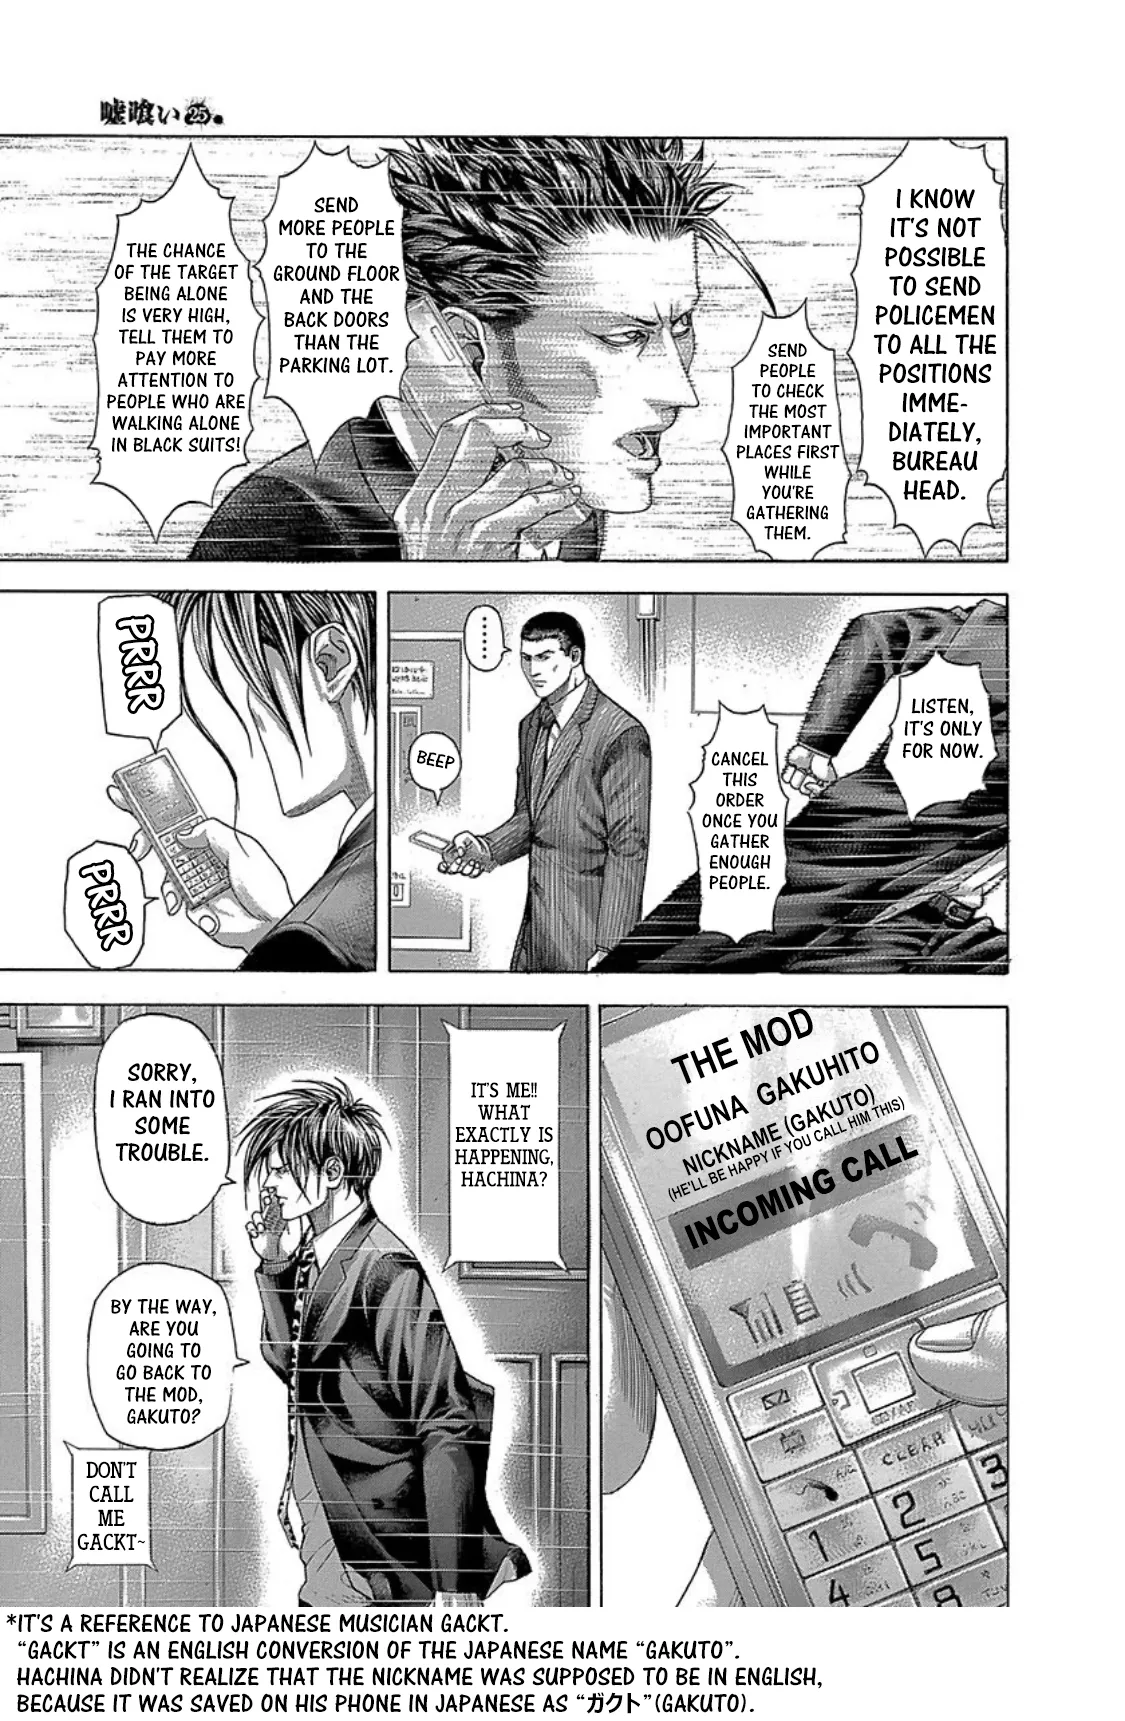 嘘喰い 25
I KNOW
IT'S NOT
POSSIBLE
TO SEND
POLICEMEN
TO ALL THE
POSITIONS
IMME-
DIATELY,
BUREAU
HEAD.
SEND
PEOPLE
TO CHECK
THE MOST
IMPORTANT
PLACES FIRST
WHILE
YOU'RE
GATHERING
THEM.
SEND
MORE PEOPLE
TO THE
GROUND FLOOR
AND THE
BACK DOORS
THAN THE
PARKING LOT.
THE CHANCE
OF THE TARGET
BEING ALONE
IS VERY HIGH,
TELL THEM TO
PAY MORE
ATTENTION TO
PEOPLE WHO ARE
WALKING ALONE
IN BLACK SUITS!
LISTEN,
IT'S ONLY
FOR NOW.
CANCEL
THIS
ORDER
ONCE YOU
GATHER
ENOUGH
PEOPLE.
......
BEEP
PRRR
PRRR
THE MOD
OOFUNA GAKUHITO
NICKNAME (GAKUTO)
(HE'LL BE HAPPY IF YOU CALL HIM THIS)
INCOMING CALL
CLEAR
1
2
3
4
5
8
IT'S ME!!
WHAT
EXACTLY IS
HAPPENING,
HACHINA?
SORRY,
I RAN INTO
SOME
TROUBLE.
BY THE WAY,
ARE YOU
GOING TO
GO BACK TO
THE MOD,
GAKUTO?
DON'T
CALL
ME
GACKT~
*IT'S A REFERENCE TO JAPANESE MUSICIAN GACKT.
"GACKT" IS AN ENGLISH CONVERSION OF THE JAPANESE NAME "GAKUTO".
HACHINA DIDN'T REALIZE THAT THE NICKNAME WAS SUPPOSED TO BE IN ENGLISH,
BECAUSE IT WAS SAVED ON HIS PHONE IN JAPANESE AS "ガクト"(GAKUTO).